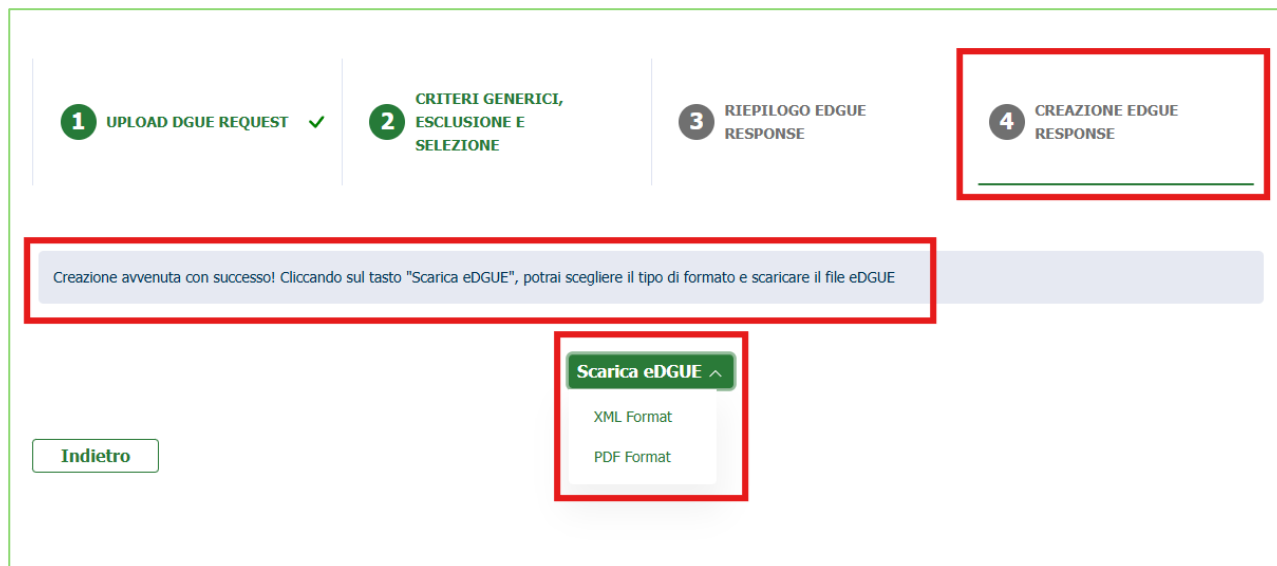 1 UPLOAD DGUE REQUEST
2 CRITERI GENERICI,
ESCLUSIONE E
SELEZIONE
3 RIEPILOGO EDGUE
RESPONSE
4 CREAZIONE EDGUE
RESPONSE
Creazione avvenuta con successo! Cliccando sul tasto "Scarica eDGUE", potrai scegliere il tipo di formato e scaricare il file eDGUE
Scarica eDGUE
XML Format
PDF Format
Indietro